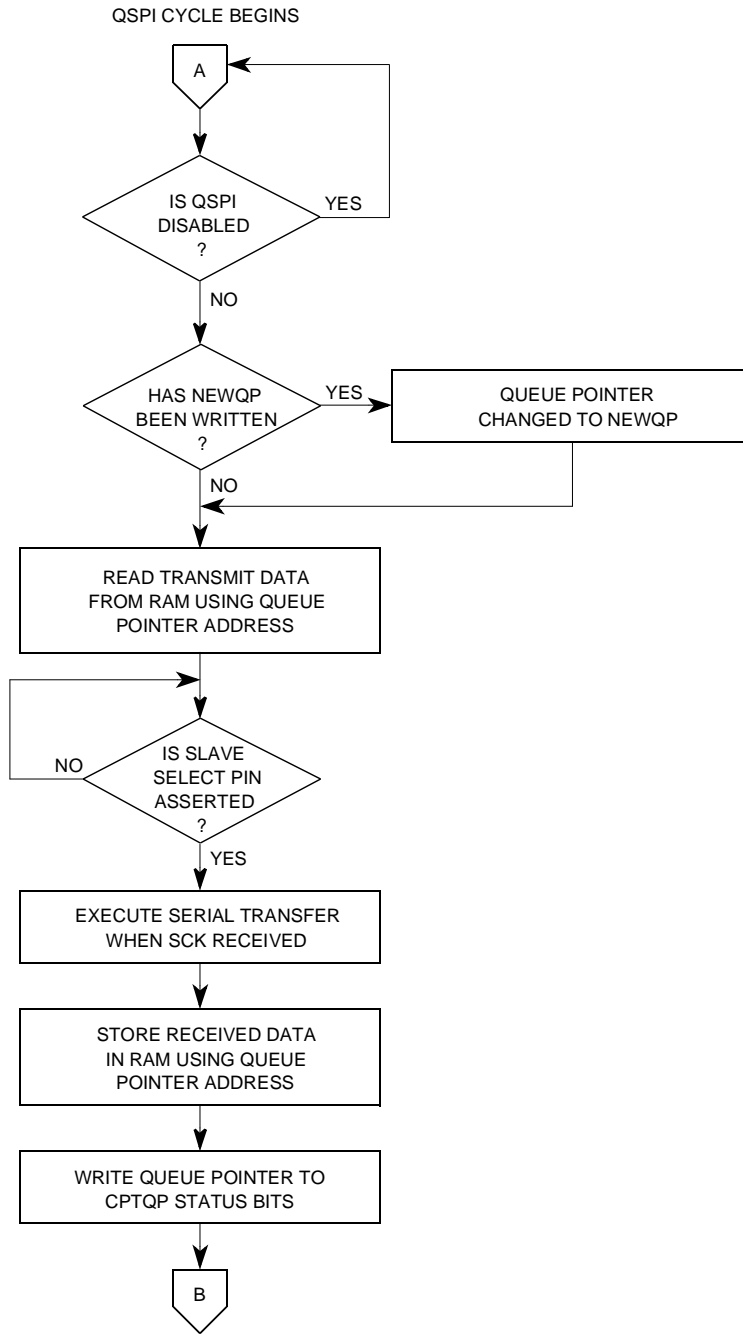 QSPI CYCLE BEGINS
A
IS QSPI
DISABLED
?
YES
NO
HAS NEWQP
BEEN WRITTEN
?
YES
QUEUE POINTER
CHANGED TO NEWQP
NO
READ TRANSMIT DATA
FROM RAM USING QUEUE
POINTER ADDRESS
IS SLAVE
SELECT PIN
ASSERTED
?
NO
YES
EXECUTE SERIAL TRANSFER
WHEN SCK RECEIVED
STORE RECEIVED DATA
IN RAM USING QUEUE
POINTER ADDRESS
WRITE QUEUE POINTER TO
CPTQP STATUS BITS
B